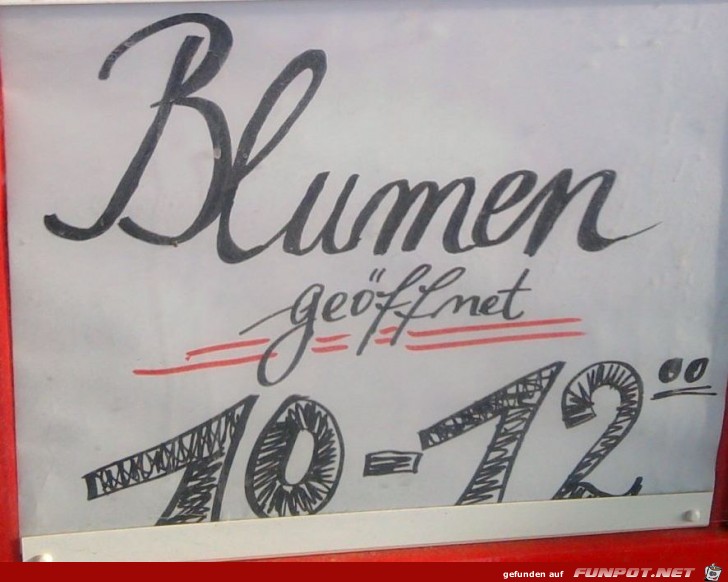 Blumen
geöffnet
10-12⁰⁰
gefunden auf FUNPOT.NET